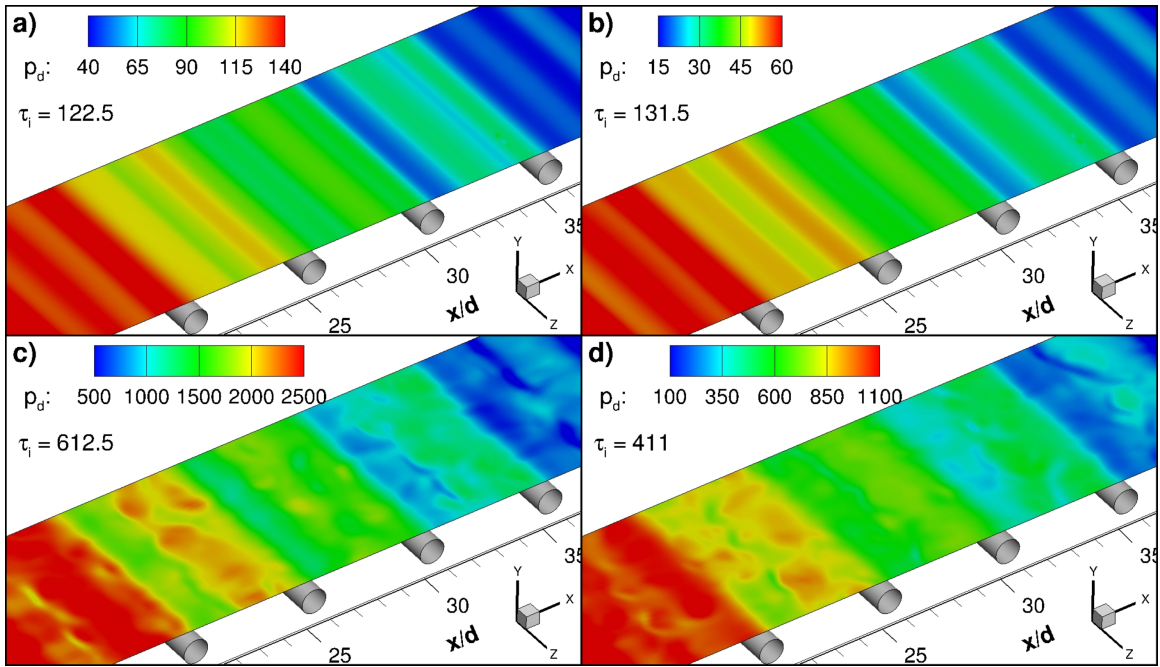 a)
p_d: 40 65 90 115 140
τ_i = 122.5
25 30 35
x/d
Y X Z
b)
p_d: 15 30 45 60
τ_i = 131.5
25 30 35
x/d
Y X Z
c)
p_d: 500 1000 1500 2000 2500
τ_i = 612.5
25 30 35
x/d
Y X Z
d)
p_d: 100 350 600 850 1100
τ_i = 411
25 30 35
x/d
Y X Z